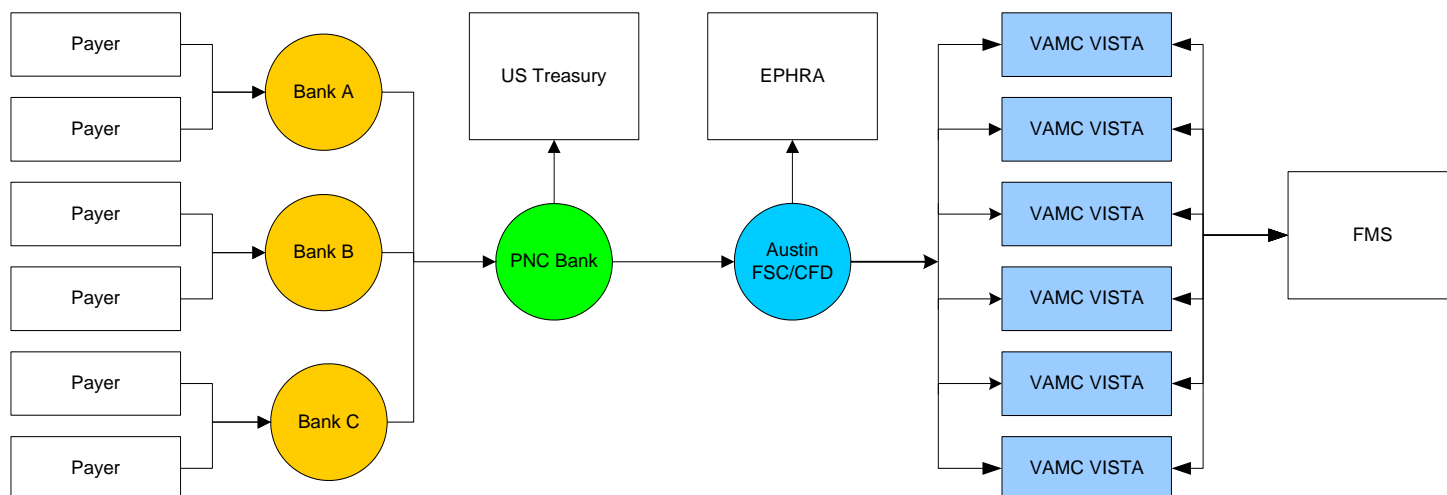 Payer
Payer
Payer
Payer
Payer
Payer
Bank A
Bank B
Bank C
US Treasury
PNC Bank
EPHRA
Austin
FSC/CFD
VAMC VISTA
VAMC VISTA
VAMC VISTA
VAMC VISTA
VAMC VISTA
VAMC VISTA
FMS